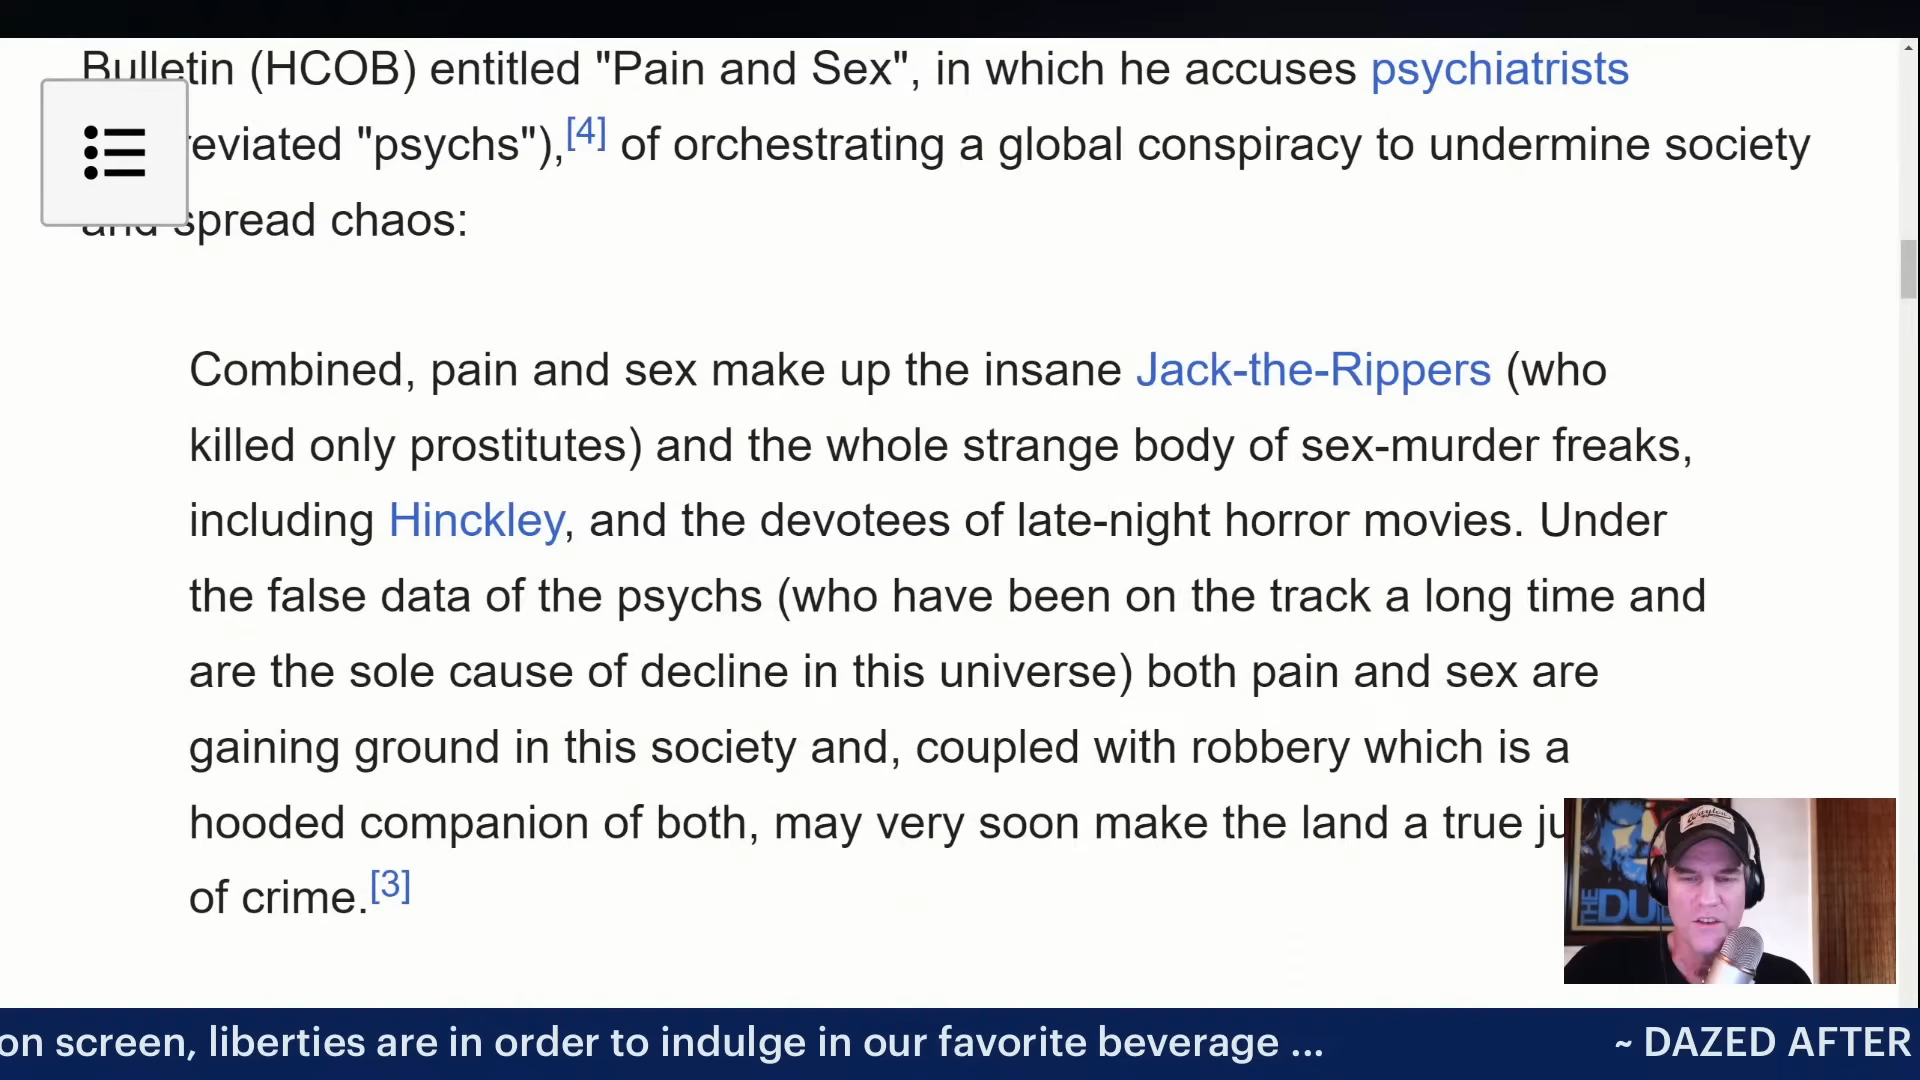 Bulletin (HCOB) entitled "Pain and Sex", in which he accuses psychiatrists
reviated "psychs"),[4] of orchestrating a global conspiracy to undermine society
and spread chaos:
Combined, pain and sex make up the insane Jack-the-Rippers (who
killed only prostitutes) and the whole strange body of sex-murder freaks,
including Hinckley, and the devotees of late-night horror movies. Under
the false data of the psychs (who have been on the track a long time and
are the sole cause of decline in this universe) both pain and sex are
gaining ground in this society and, coupled with robbery which is a
hooded companion of both, may very soon make the land a true ju
of crime.[3]
THE DU
on screen, liberties are in order to indulge in our favorite beverage ... ~ DAZED AFTER